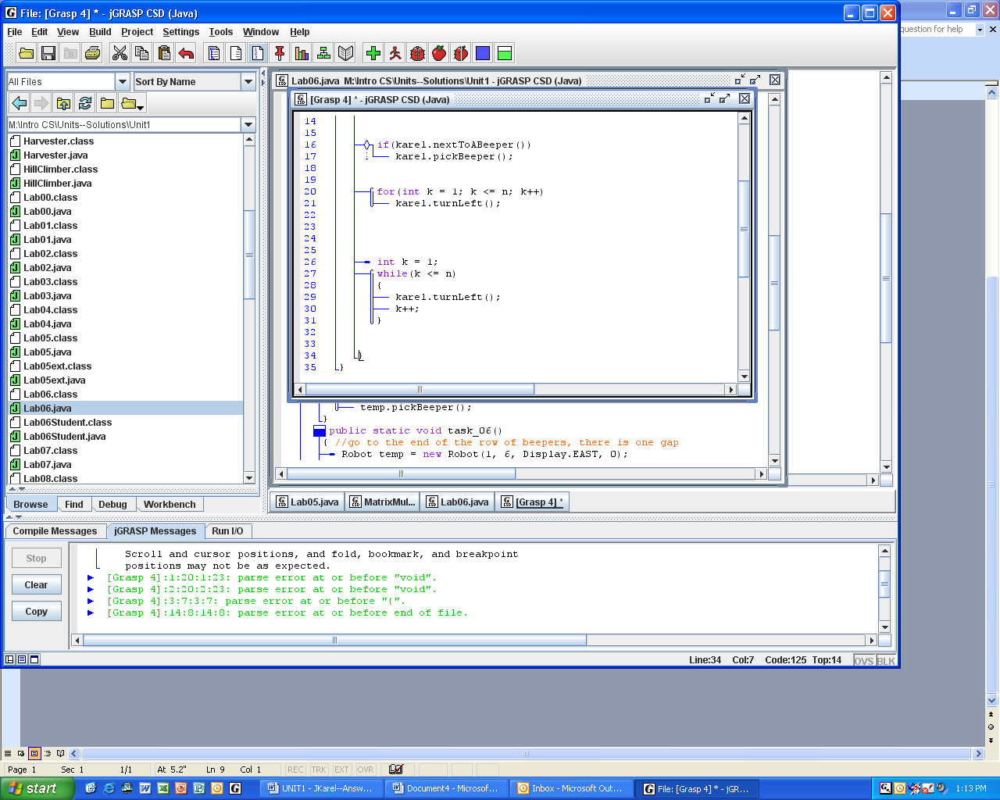 File: [Grasp 4] * - jGRASP CSD (Java)
question for help
File Edit View Build Project Settings Tools Window Help
All Files
Sort By Name
M:\Intro CS\Units--Solutions\Unit1
Harvester.class
Harvester.java
HillClimber.class
HillClimber.java
Lab00.class
Lab00.java
Lab01.class
Lab01.java
Lab02.class
Lab02.java
Lab03.class
Lab03.java
Lab04.class
Lab04.java
Lab05.class
Lab05.java
Lab05ext.class
Lab05ext.java
Lab06.class
Lab06.java
Lab06Student.class
Lab06Student.java
Lab07.class
Lab07.java
Lab08.class
Browse Find Debug Workbench
Lab06.java M:\Intro CS\Units--Solutions\Unit1 - jGRASP CSD (Java)
[Grasp 4] * - jGRASP CSD (Java)
14
15
16 if(karel.nextToABeeper())
17 karel.pickBeeper();
18
19
20 for(int k = 1; k <= n; k++)
21 karel.turnLeft();
22
23
24
25
26 int k = 1;
27 while(k <= n)
28 {
29 karel.turnLeft();
30 k++;
31 }
32
33
34 }
35 }
temp.pickBeeper();
}
public static void task_06()
{ //go to the end of the row of beepers, there is one gap
Robot temp = new Robot(1, 6, Display.EAST, 0);
Lab05.java MatrixMul... Lab06.java [Grasp 4] *
Compile Messages jGRASP Messages Run I/O
Stop
Clear
Copy
Scroll and cursor positions, and fold, bookmark, and breakpoint
positions may not be as expected.
[Grasp 4]:1:20:1:23: parse error at or before "void".
[Grasp 4]:2:20:2:23: parse error at or before "void".
[Grasp 4]:3:7:3:7: parse error at or before "{".
[Grasp 4]:14:8:14:8: parse error at or before end of file.
Line:34 Col:7 Code:125 Top:14 OVS BLK
Page 1 Sec 1 1/1 At 5.2" Ln 9 Col 1 REC TRK EXT OVR
start UNIT1 - JKarel--Answ... Document4 - Microsof... Inbox - Microsoft Out... File: [Grasp 4] * - jGR... 1:13 PM